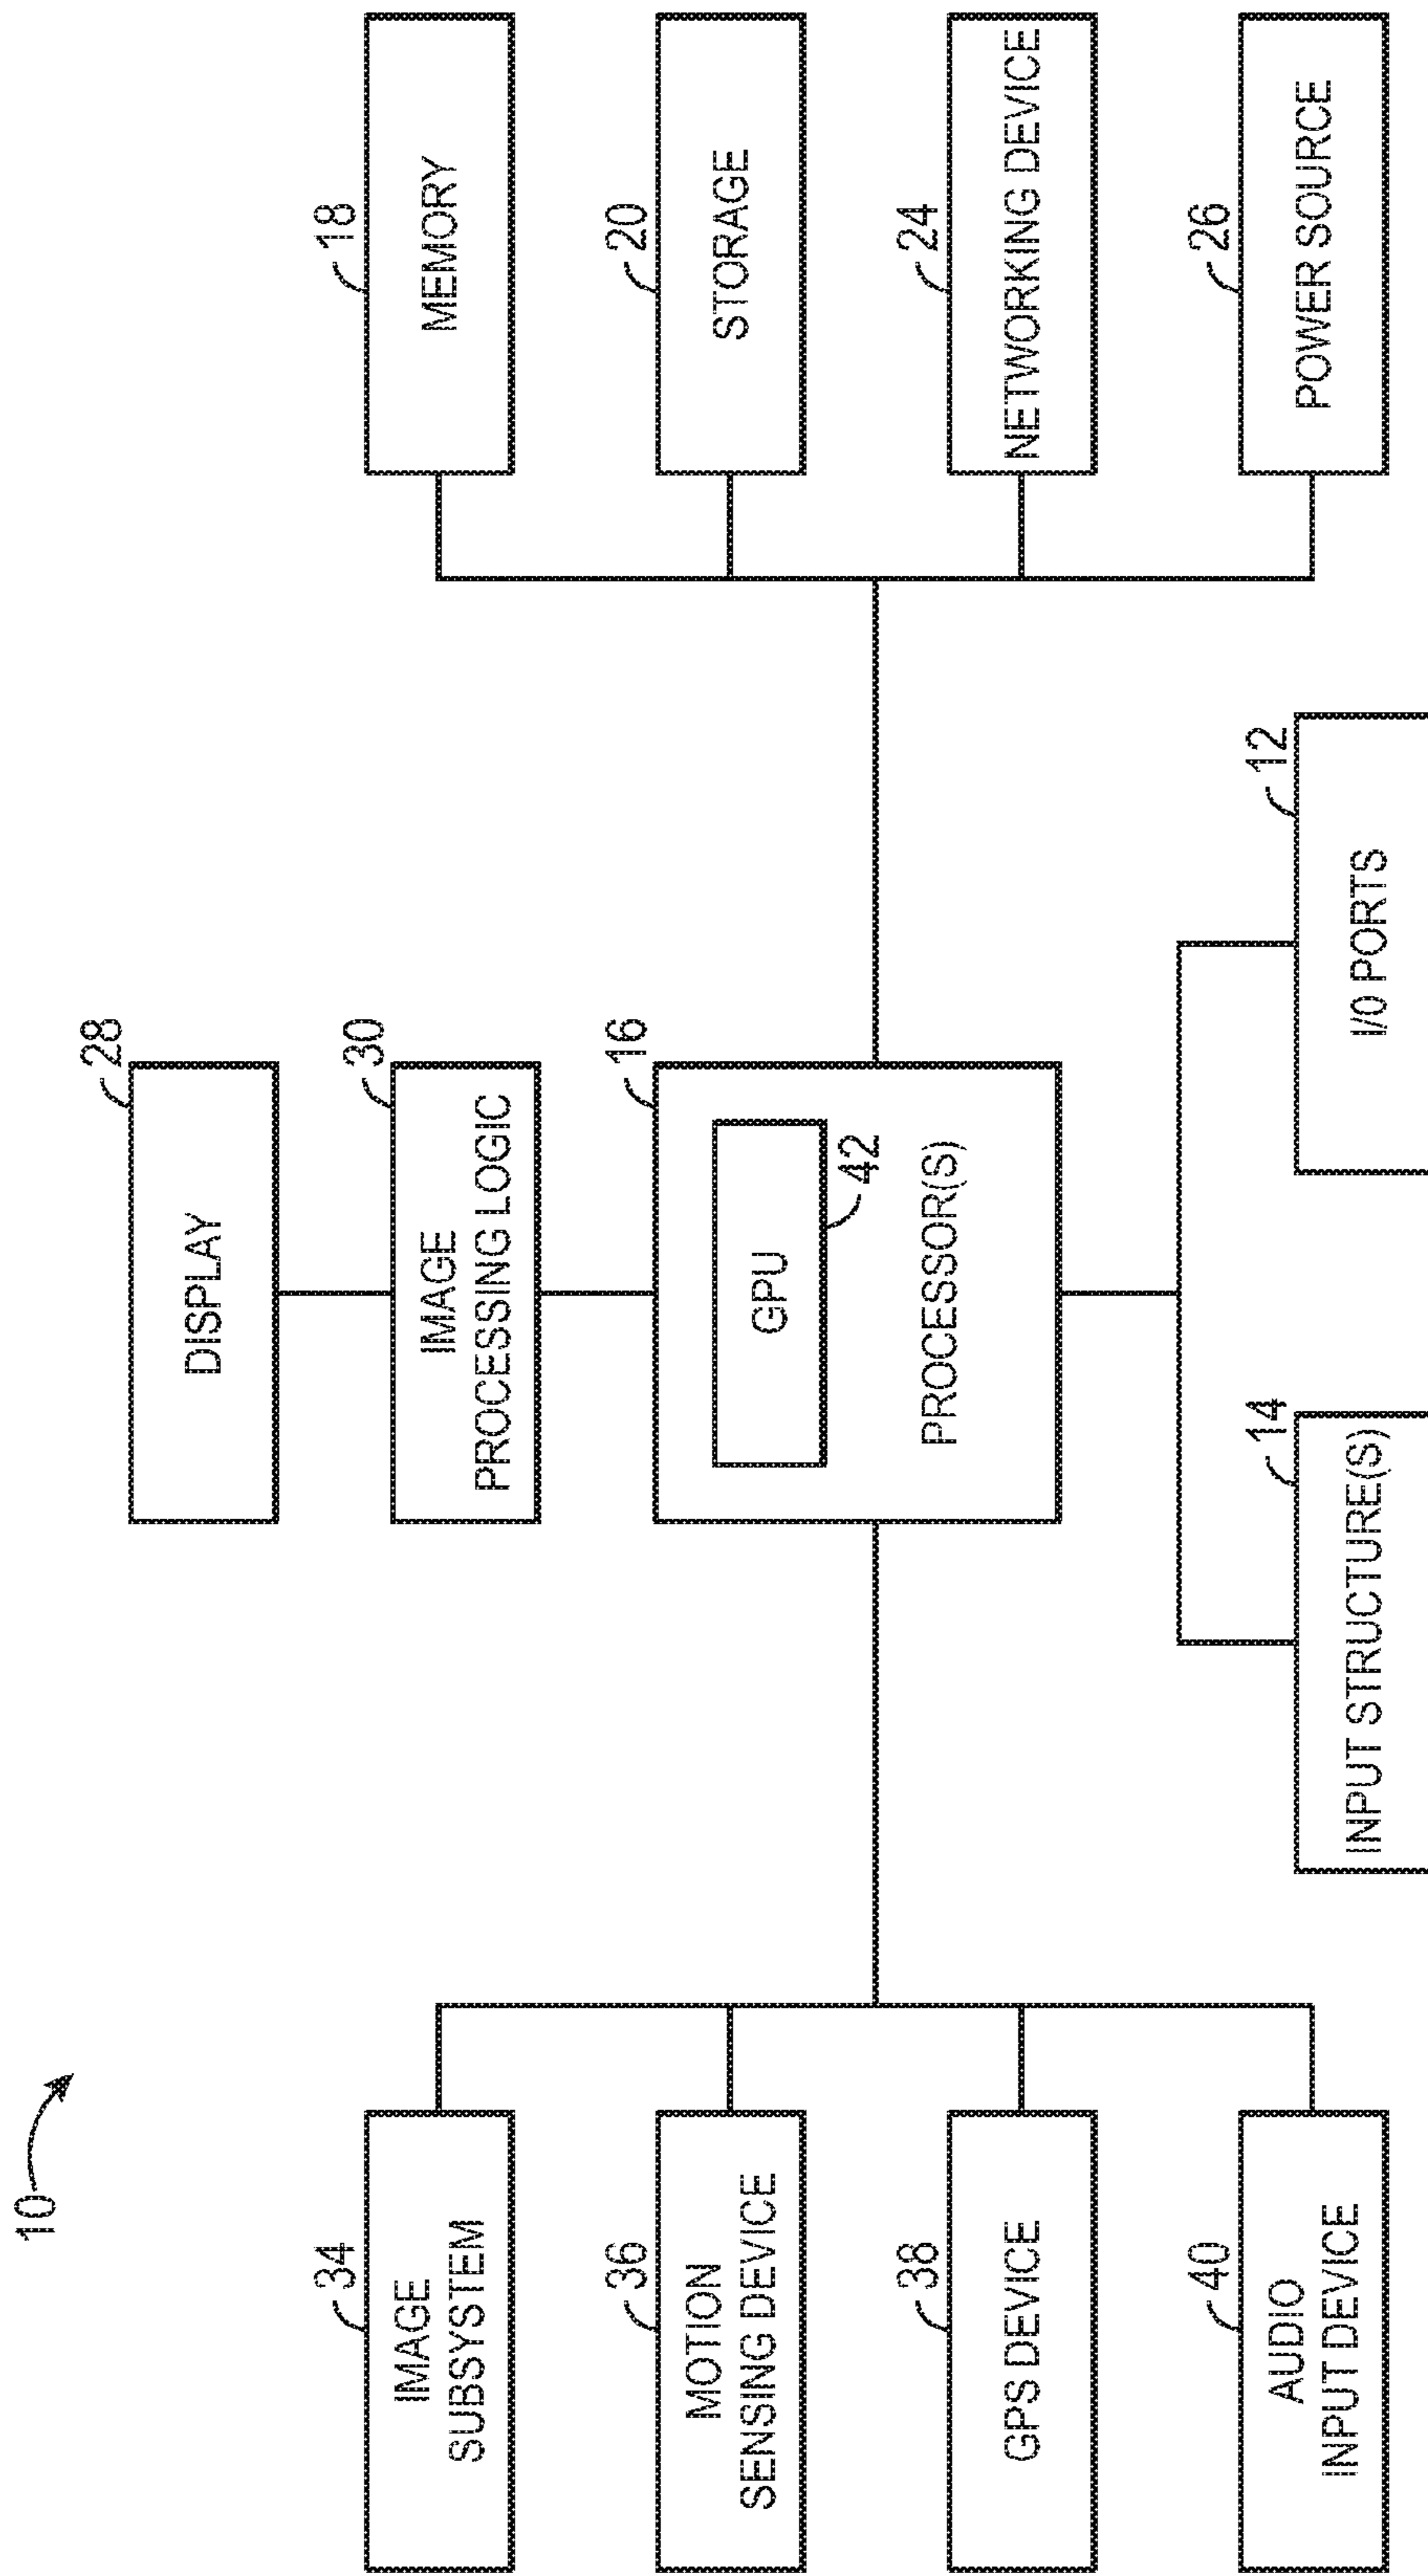 10
28
DISPLAY
30
IMAGE
PROCESSING LOGIC
34
IMAGE
SUBSYSTEM
18
MEMORY
36
MOTION
SENSING DEVICE
16
GPU
42
PROCESSOR(S)
20
STORAGE
38
GPS DEVICE
24
NETWORKING DEVICE
40
AUDIO
INPUT DEVICE
26
POWER SOURCE
14
INPUT STRUCTURE(S)
12
I/O PORTS